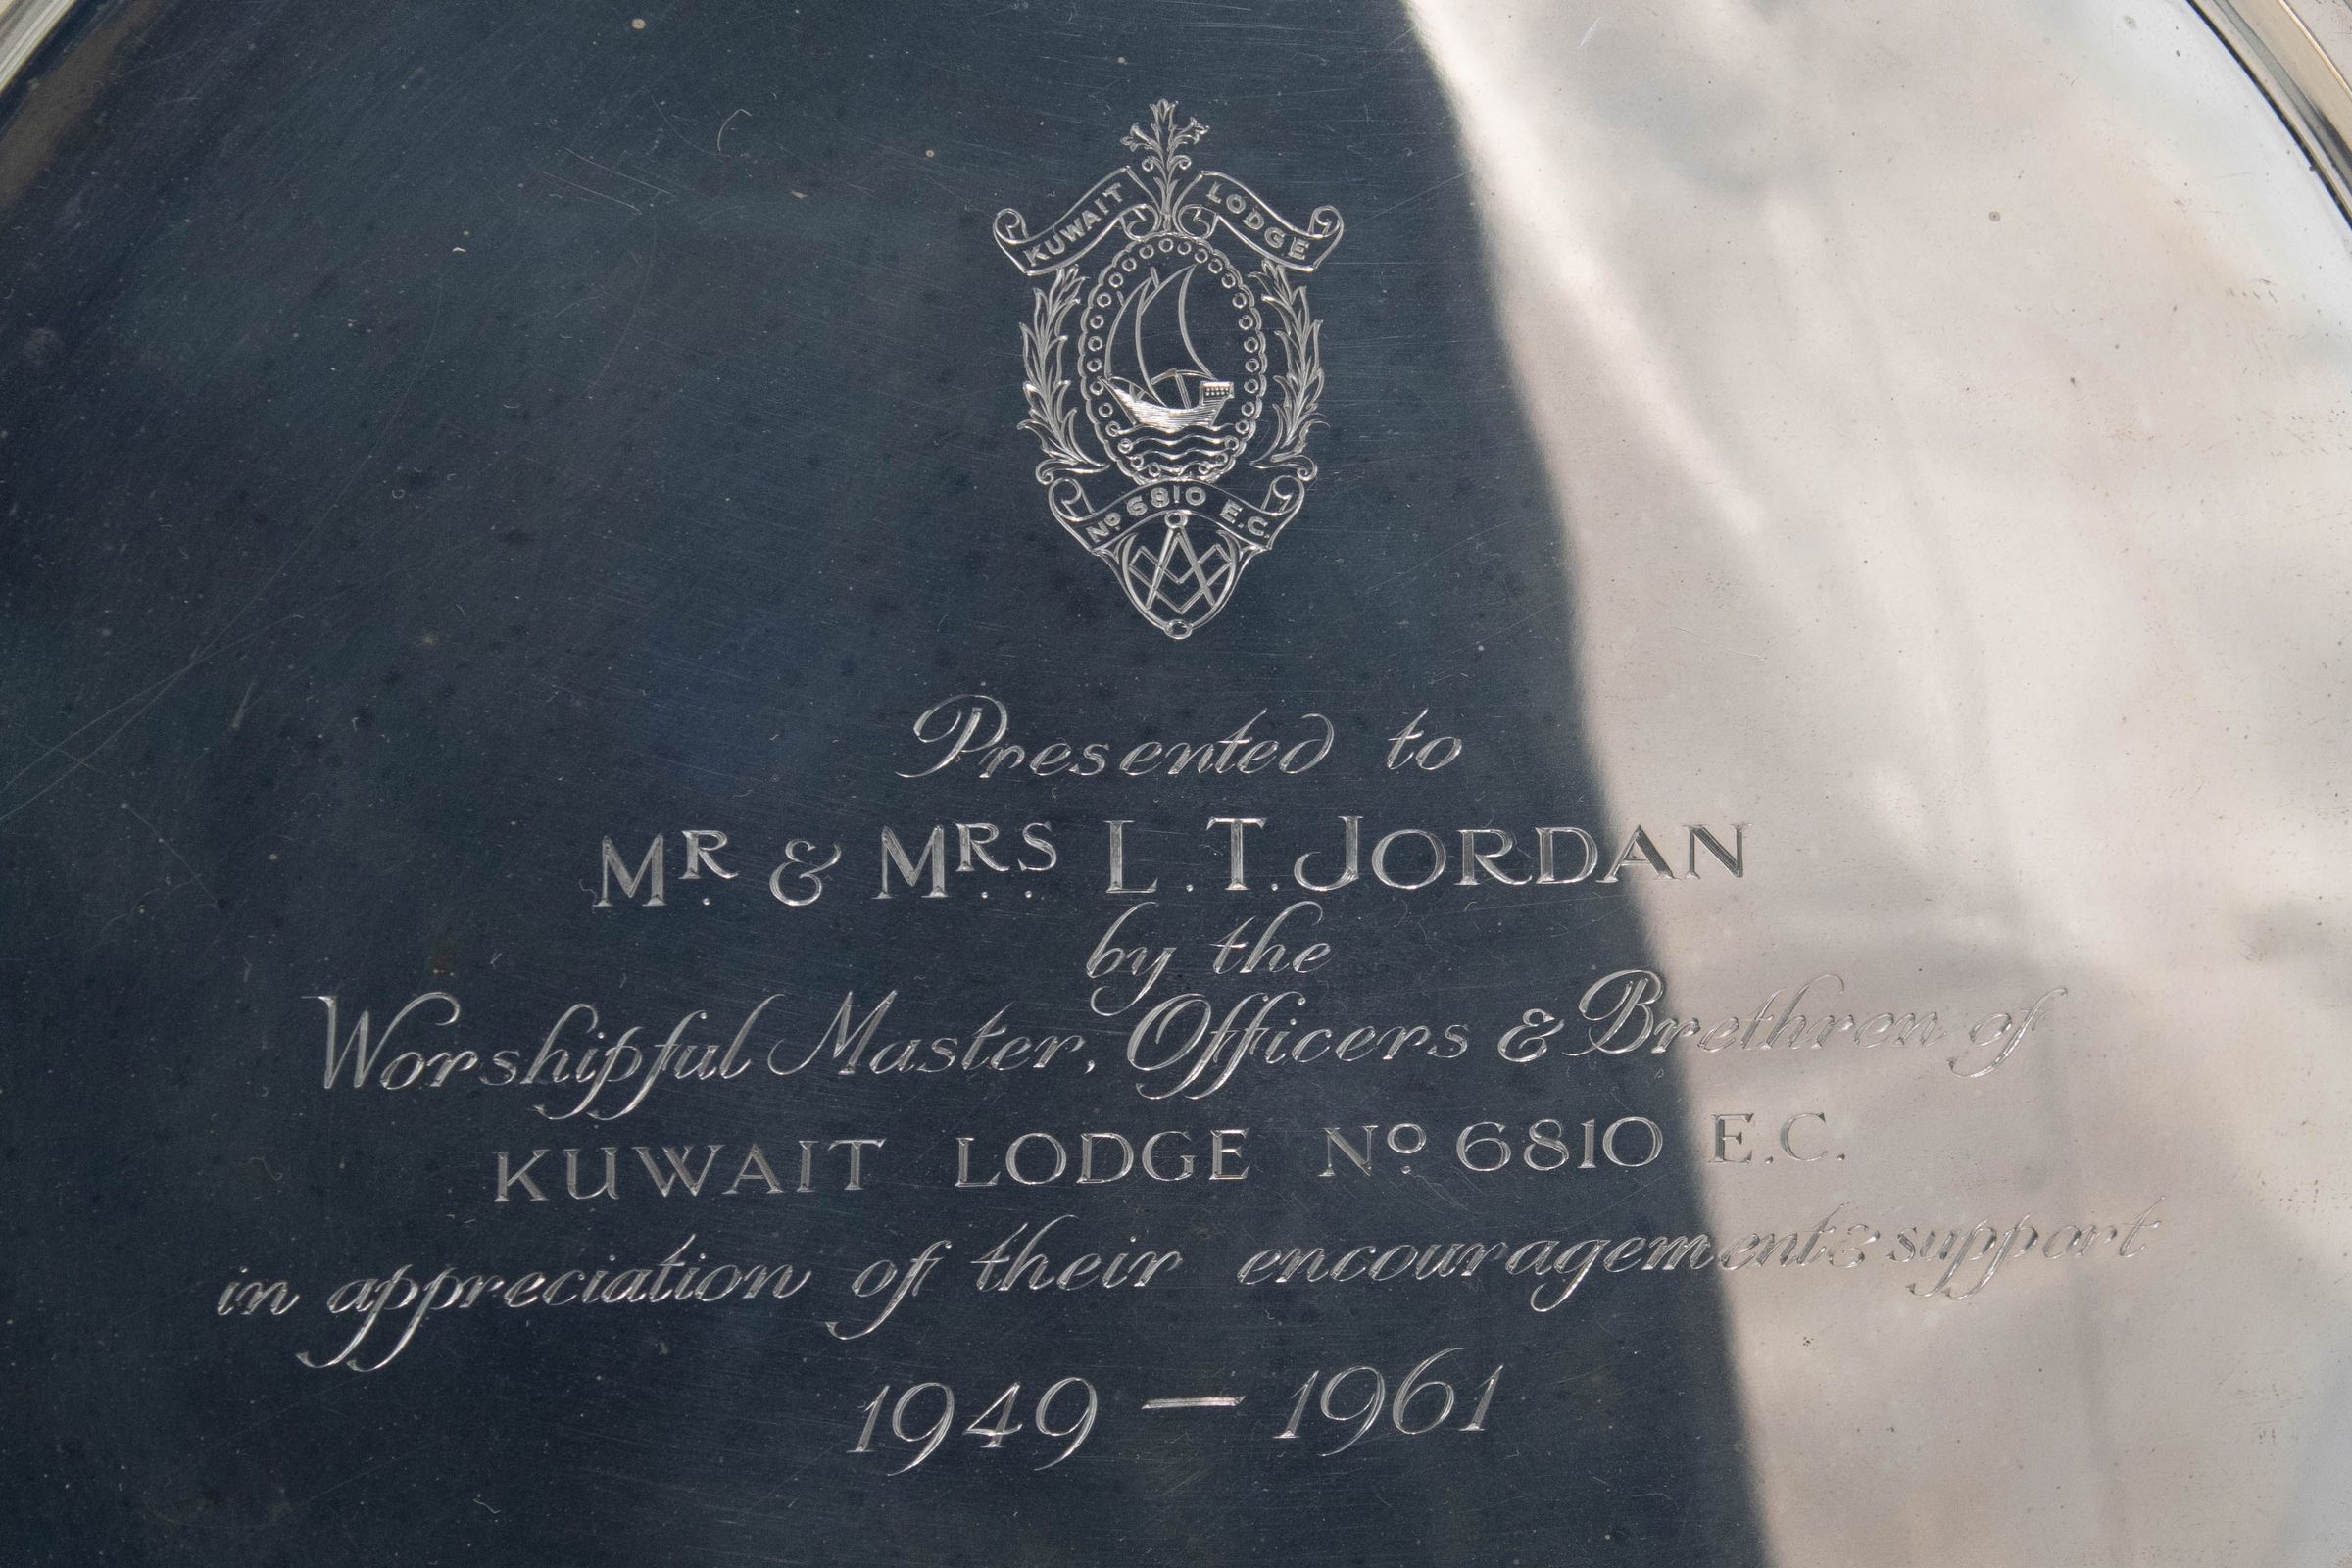 KUWAIT LODGE
Nº 6810 E.C.
Presented to
MR. & MRS. L.T. JORDAN
by the
Worshipful Master, Officers & Brethren of
KUWAIT LODGE Nº 6810 E.C.
in appreciation of their encouragement & support
1949 — 1961